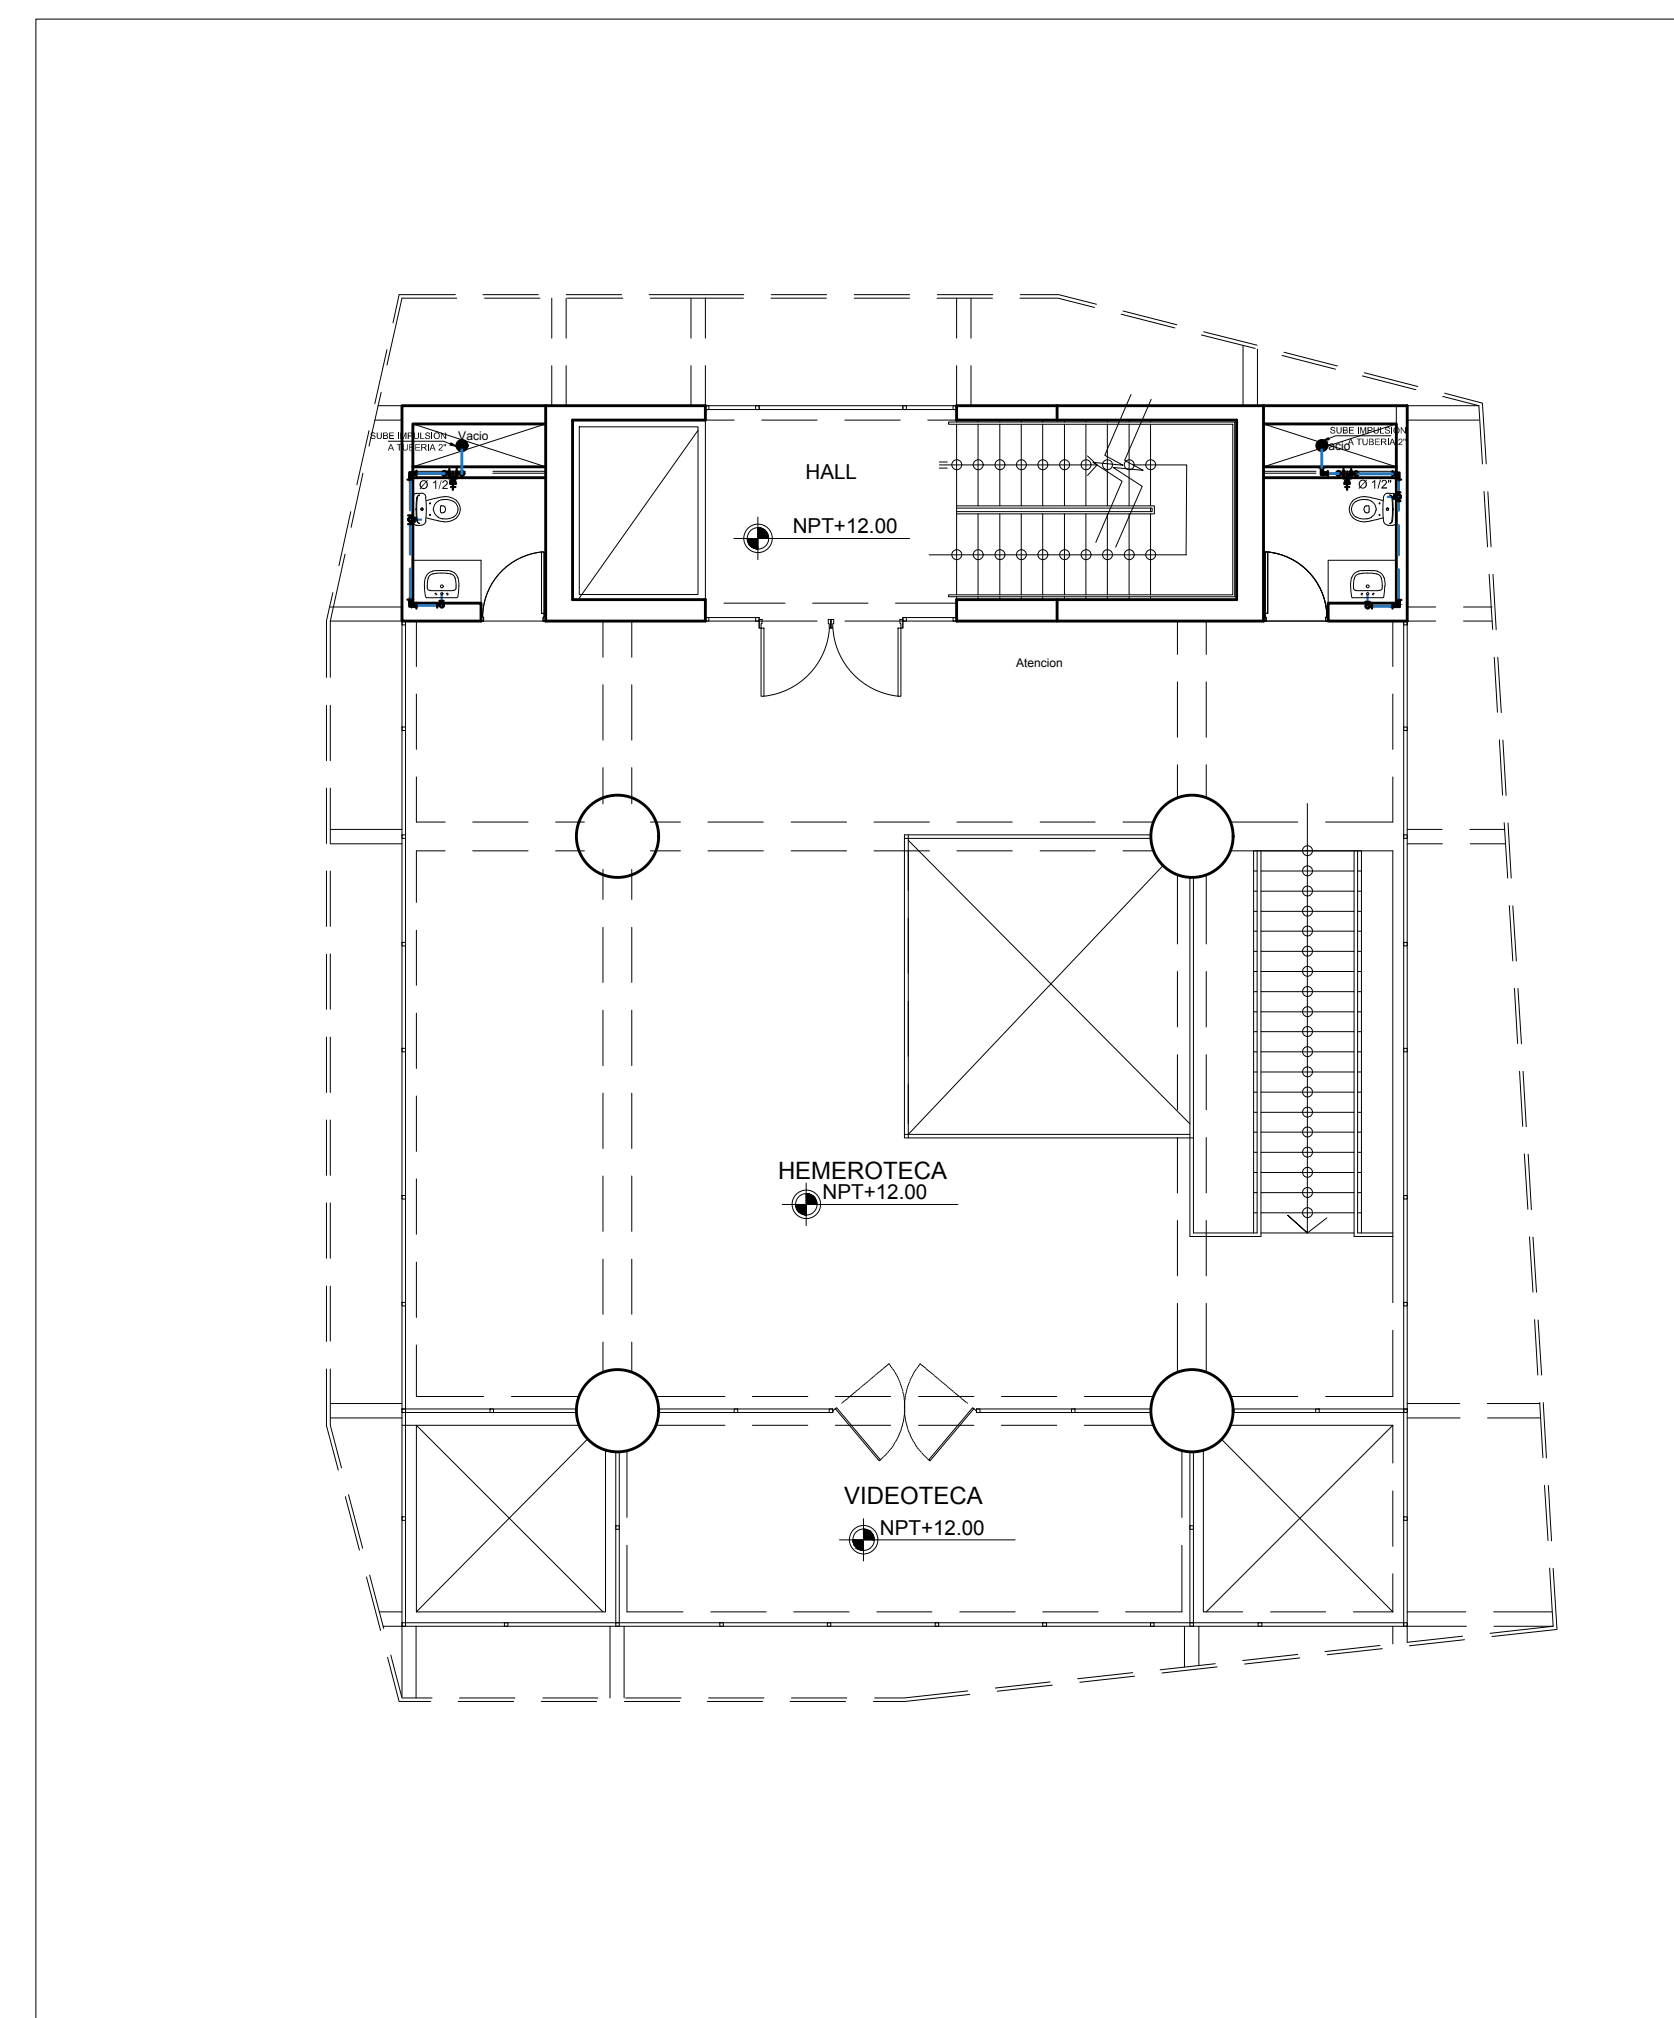 SUBE IMPULSION
A TUBERIA 2"
Vacio
Ø 1/2"
HALL
NPT+12.00
SUBE IMPULSION
A TUBERIA 2"
Vacio
Ø 1/2"
Atencion
HEMEROTECA
NPT+12.00
VIDEOTECA
NPT+12.00